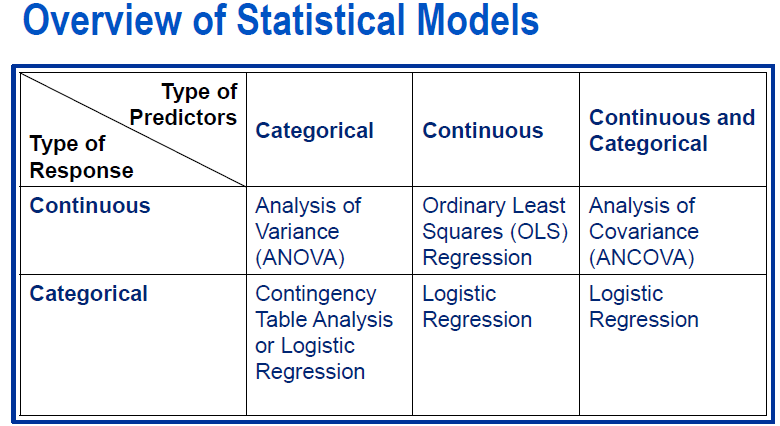 Overview of Statistical Models
Type of
Predictors
Type of
Response
Categorical
Continuous
Continuous and
Categorical
Continuous
Analysis of
Variance
(ANOVA)
Ordinary Least
Squares (OLS)
Regression
Analysis of
Covariance
(ANCOVA)
Categorical
Contingency
Table Analysis
or Logistic
Regression
Logistic
Regression
Logistic
Regression